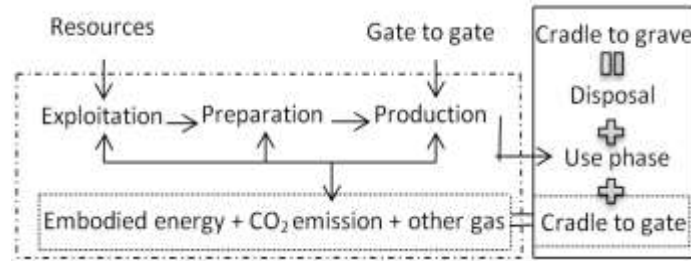 Resources
Gate to gate
Cradle to grave
Disposal
Exploitation
Preparation
Production
Use phase
Embodied energy + CO₂ emission + other gas
Cradle to gate